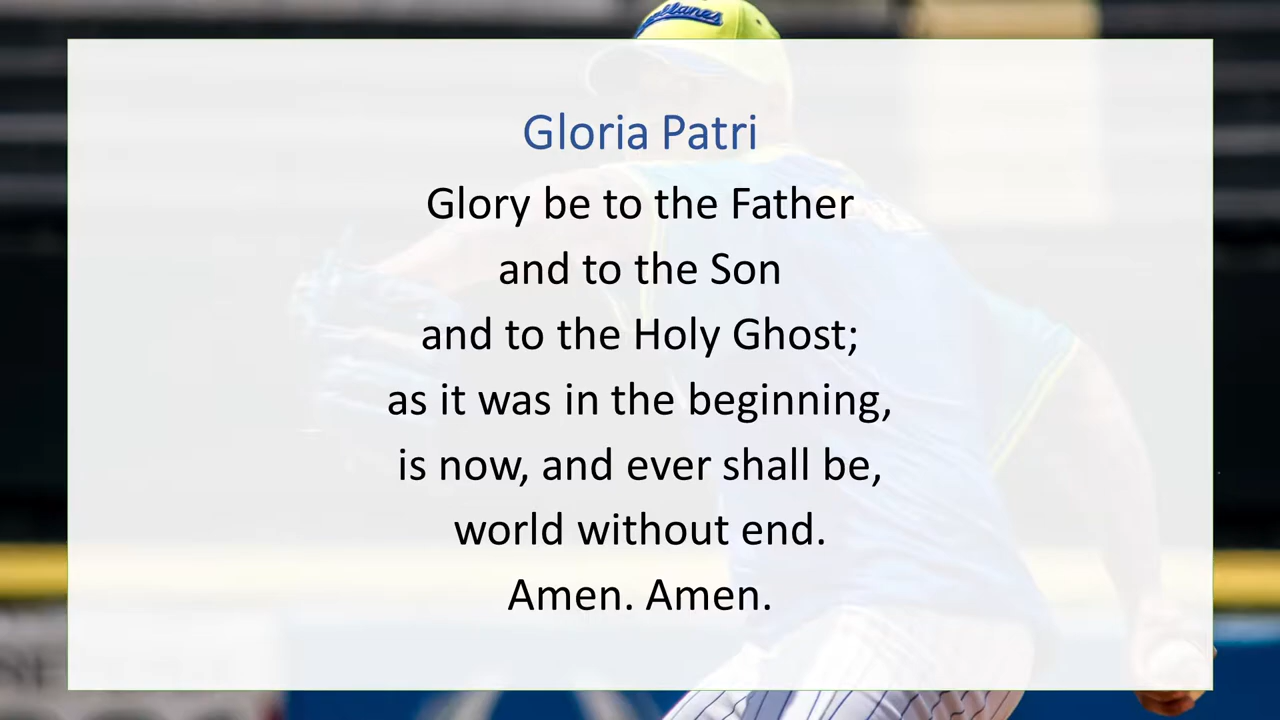 Gloria Patri
Glory be to the Father
and to the Son
and to the Holy Ghost;
as it was in the beginning,
is now, and ever shall be,
world without end.
Amen. Amen.